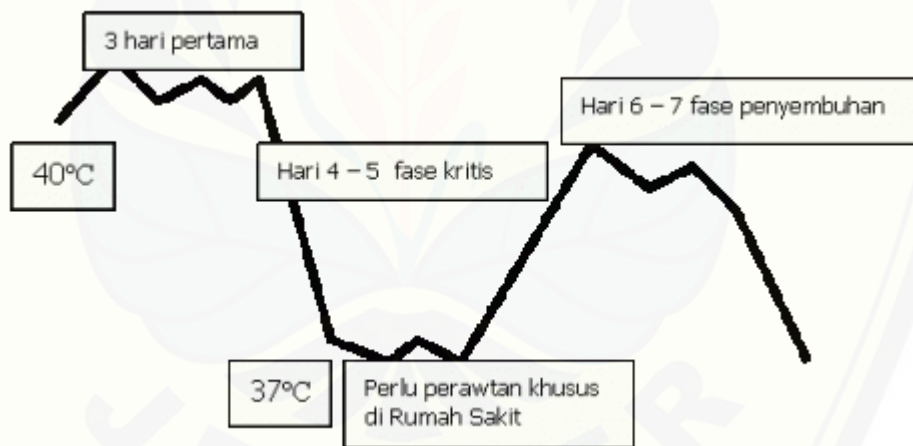 3 hari pertama
Hari 6 – 7 fase penyembuhan
40°C
Hari 4 – 5 fase kritis
37°C
Perlu perawtan khusus
di Rumah Sakit